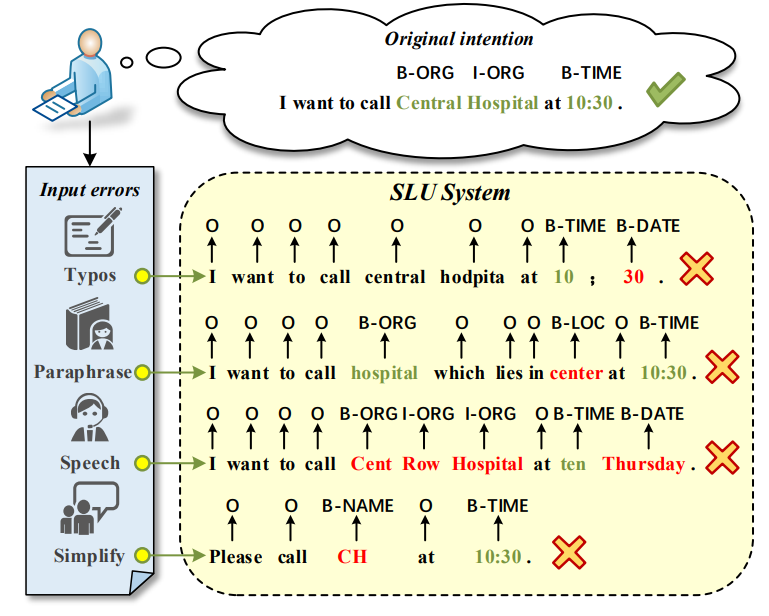 Original intention
B-ORG I-ORG B-TIME
I want to call Central Hospital at 10:30 .
Input errors
SLU System
O O O O O O O B-TIME B-DATE
Typos
I want to call central hodpita at 10 ; 30 .
O O O O B-ORG O O O B-LOC O B-TIME
Paraphrase
I want to call hospital which lies in center at 10:30 .
O O O O B-ORG I-ORG I-ORG O B-TIME B-DATE
Speech
I want to call Cent Row Hospital at ten Thursday .
O O B-NAME O B-TIME
Simplify
Please call CH at 10:30 .